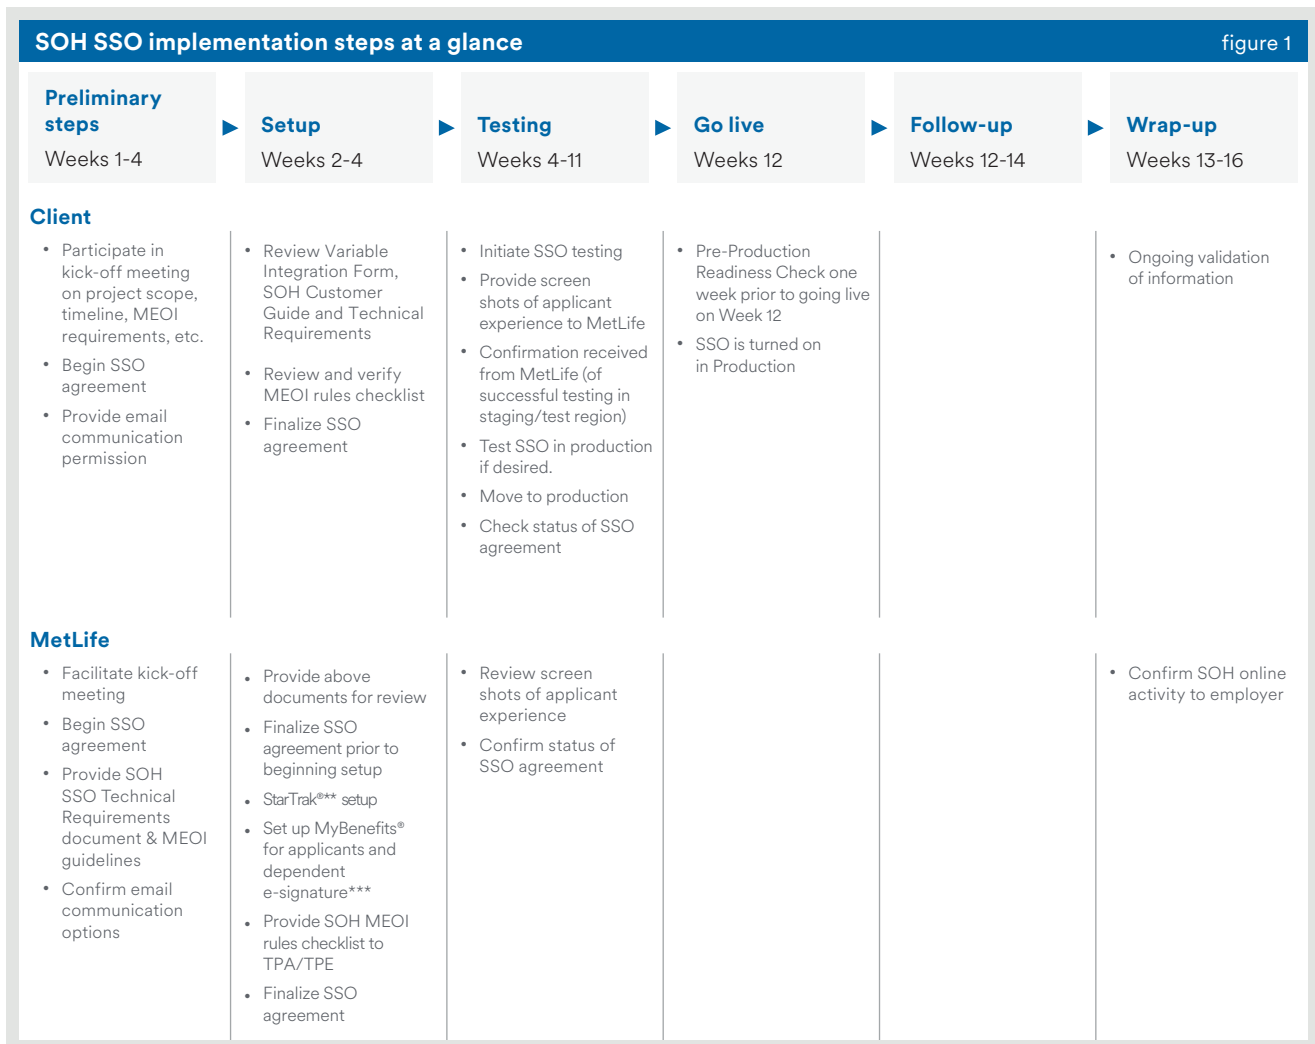 SOH SSO implementation steps at a glance
figure 1
Preliminary
steps
Weeks 1-4
Setup
Weeks 2-4
Testing
Weeks 4-11
Go live
Weeks 12
Follow-up
Weeks 12-14
Wrap-up
Weeks 13-16
Client
• Participate in
kick-off meeting
on project scope,
timeline, MEOI
requirements, etc.
• Begin SSO
agreement
• Provide email
communication
permission
• Review Variable
Integration Form,
SOH Customer
Guide and Technical
Requirements
• Review and verify
MEOI rules checklist
• Finalize SSO
agreement
• Initiate SSO testing
• Provide screen
shots of applicant
experience to MetLife
• Confirmation received
from MetLife (of
successful testing in
staging/test region)
• Test SSO in production
if desired.
• Move to production
• Check status of SSO
agreement
• Pre-Production
Readiness Check one
week prior to going live
on Week 12
• SSO is turned on
in Production
• Ongoing validation
of information
MetLife
• Facilitate kick-off
meeting
• Begin SSO
agreement
• Provide SOH
SSO Technical
Requirements
document & MEOI
guidelines
• Confirm email
communication
options
• Provide above
documents for review
• Finalize SSO
agreement prior to
beginning setup
• StarTrak®** setup
• Set up MyBenefits®
for applicants and
dependent
e-signature***
• Provide SOH MEOI
rules checklist to
TPA/TPE
• Finalize SSO
agreement
• Review screen
shots of applicant
experience
• Confirm status of
SSO agreement
• Confirm SOH online
activity to employer